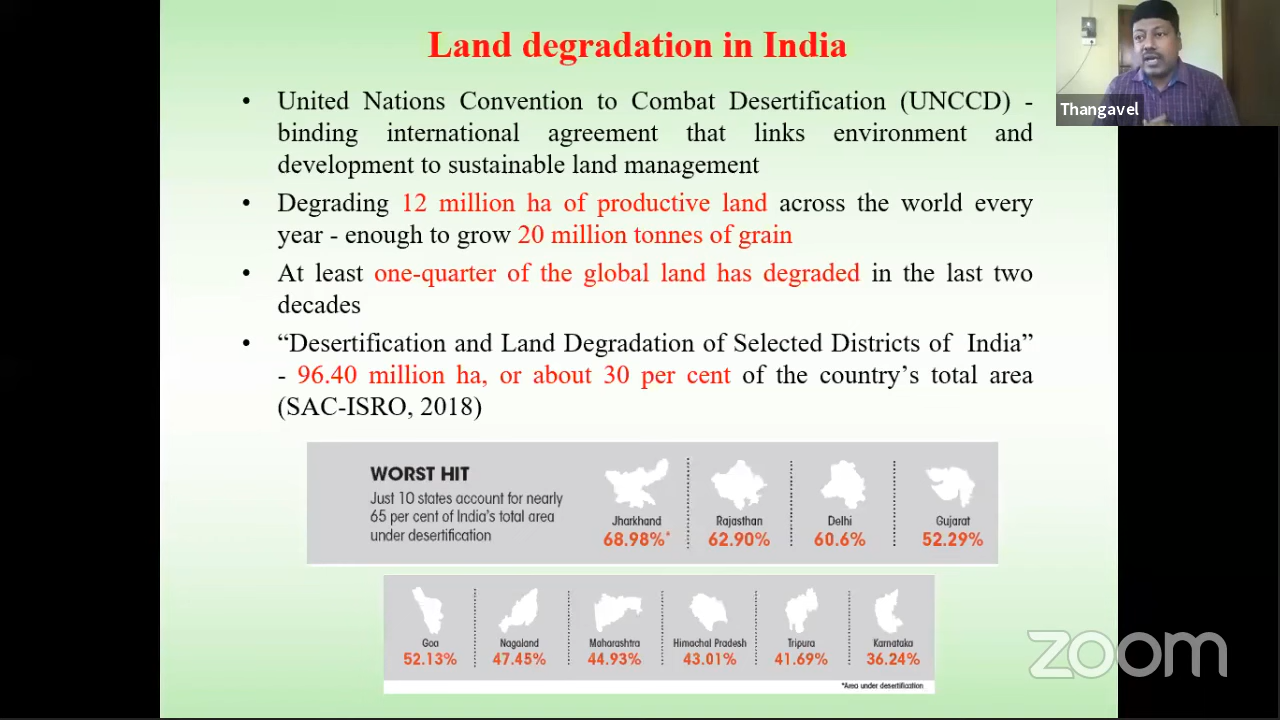 Land degradation in India
Thangavel
• United Nations Convention to Combat Desertification (UNCCD) -
binding international agreement that links environment and
development to sustainable land management
• Degrading 12 million ha of productive land across the world every
year - enough to grow 20 million tonnes of grain
• At least one-quarter of the global land has degraded in the last two
decades
• “Desertification and Land Degradation of Selected Districts of India”
- 96.40 million ha, or about 30 per cent of the country’s total area
(SAC-ISRO, 2018)
WORST HIT
Just 10 states account for nearly
65 per cent of India's total area
under desertification
Jharkhand
68.98%*
Rajasthan
62.90%
Delhi
60.6%
Gujarat
52.29%
Goa
52.13%
Nagaland
47.45%
Maharashtra
44.93%
Himachal Pradesh
43.01%
Tripura
41.69%
Karnataka
36.24%
*Area under desertification
zoom